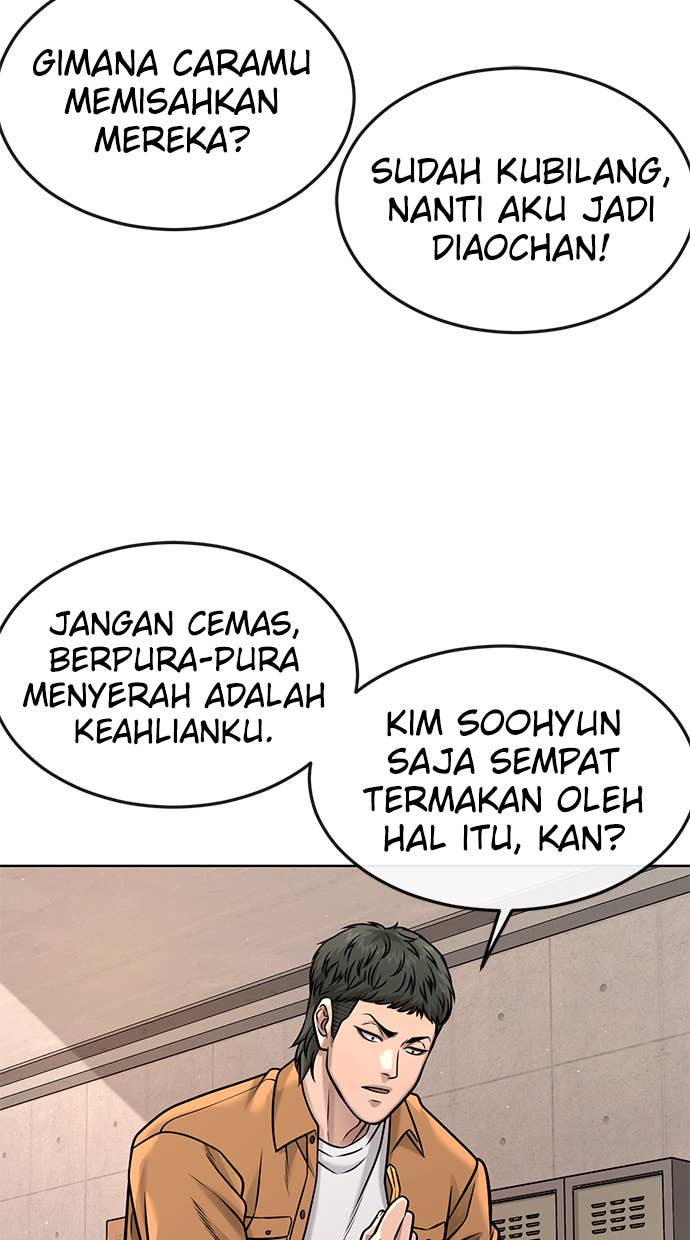 GIMANA CARAMU
MEMISAHKAN
MEREKA?
SUDAH KUBILANG,
NANTI AKU JADI
DIAOCHAN!
JANGAN CEMAS,
BERPURA-PURA
MENYERAH ADALAH
KEAHLIANKU.
KIM SOOHYUN
SAJA SEMPAT
TERMAKAN OLEH
HAL ITU, KAN?